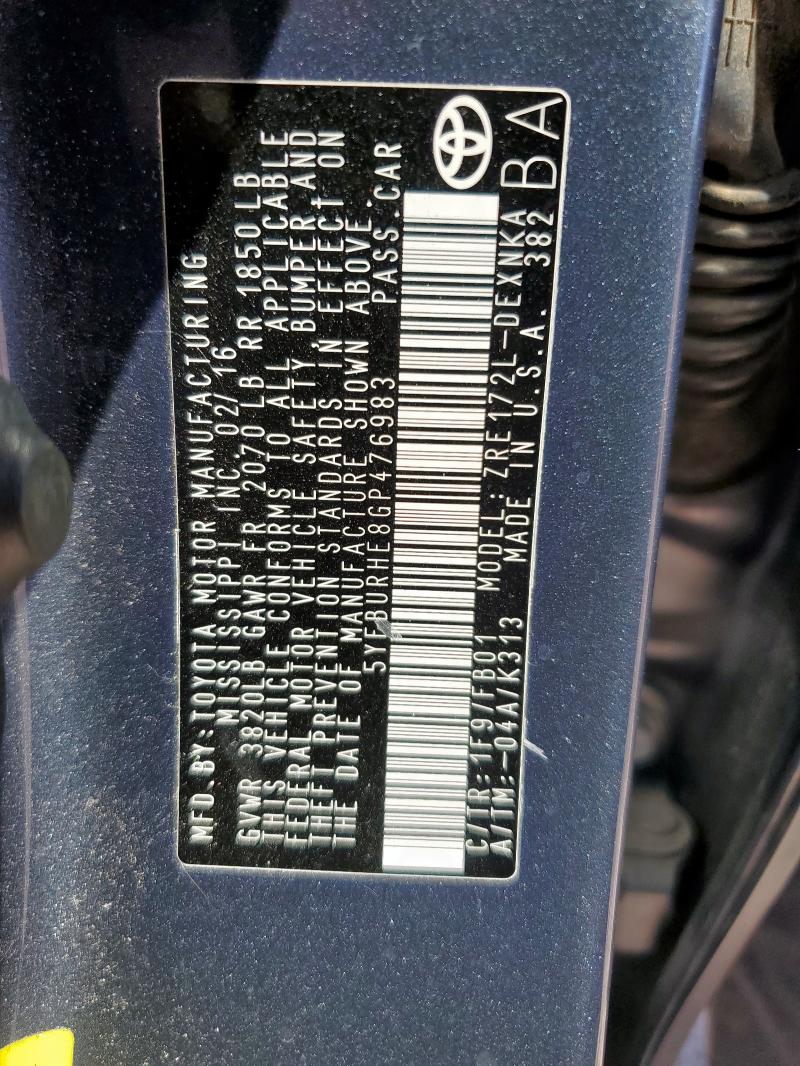 MFD. BY: TOYOTA MOTOR MANUFACTURING
MISSISSIPPI INC. 02/16
GVWR 3820LB GAWR FR 2070 LB RR 1850 LB
THIS VEHICLE CONFORMS TO ALL APPLICABLE
FEDERAL MOTOR VEHICLE SAFETY, BUMPER AND
THEFT PREVENTION STANDARDS IN EFFECT ON
THE DATE OF MANUFACTURE SHOWN ABOVE.
5YFBURHE8GP476983 PASS. CAR
C/TR: 1F9/FB01 MODEL: ZRE172L-DEXNKA
A/TM: -04A/K313 MADE IN U.S.A. 382
BA